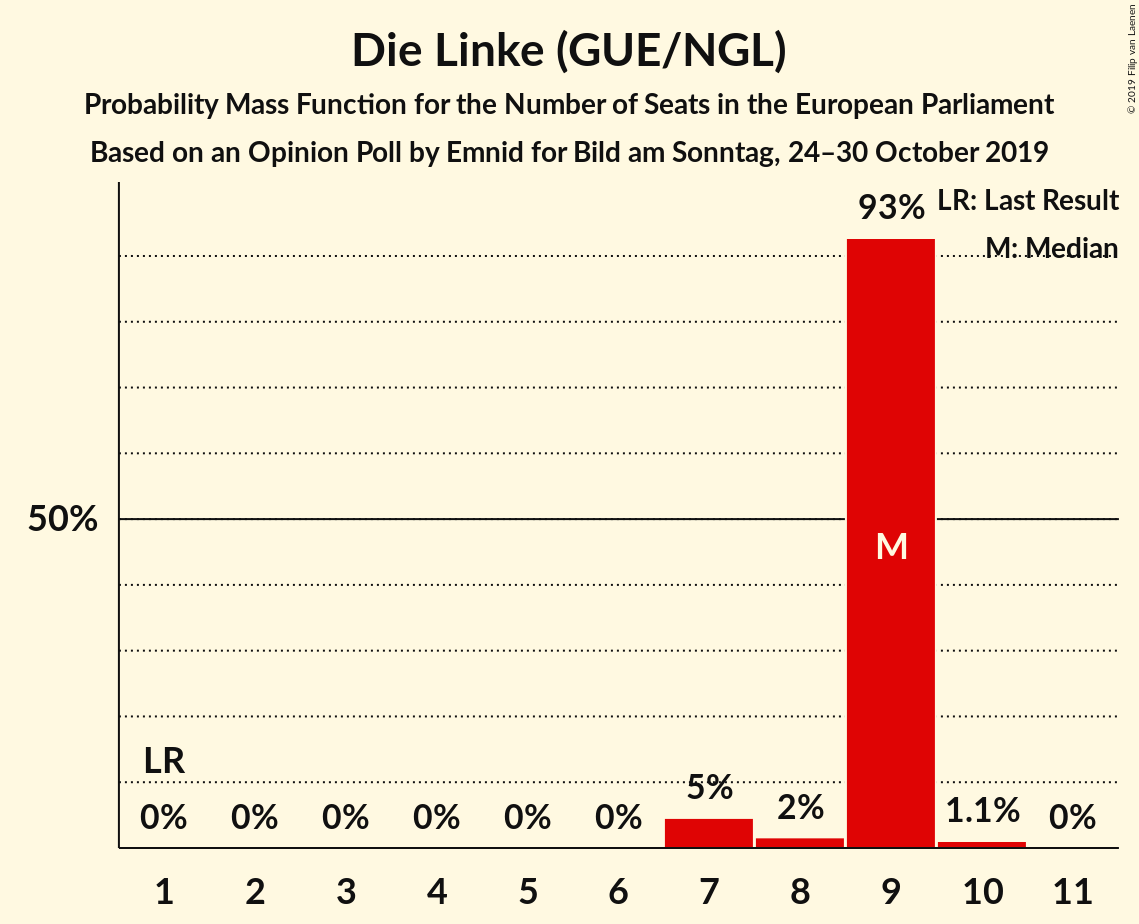 Die Linke (GUE/NGL)
Probability Mass Function for the Number of Seats in the European Parliament
Based on an Opinion Poll by Emnid for Bild am Sonntag, 24–30 October 2019
© 2019 Filip van Laenen
LR: Last Result
M: Median
93%
50%
M
LR
0% 0% 0% 0% 0% 0% 5% 2% 1.1% 0%
1 2 3 4 5 6 7 8 9 10 11